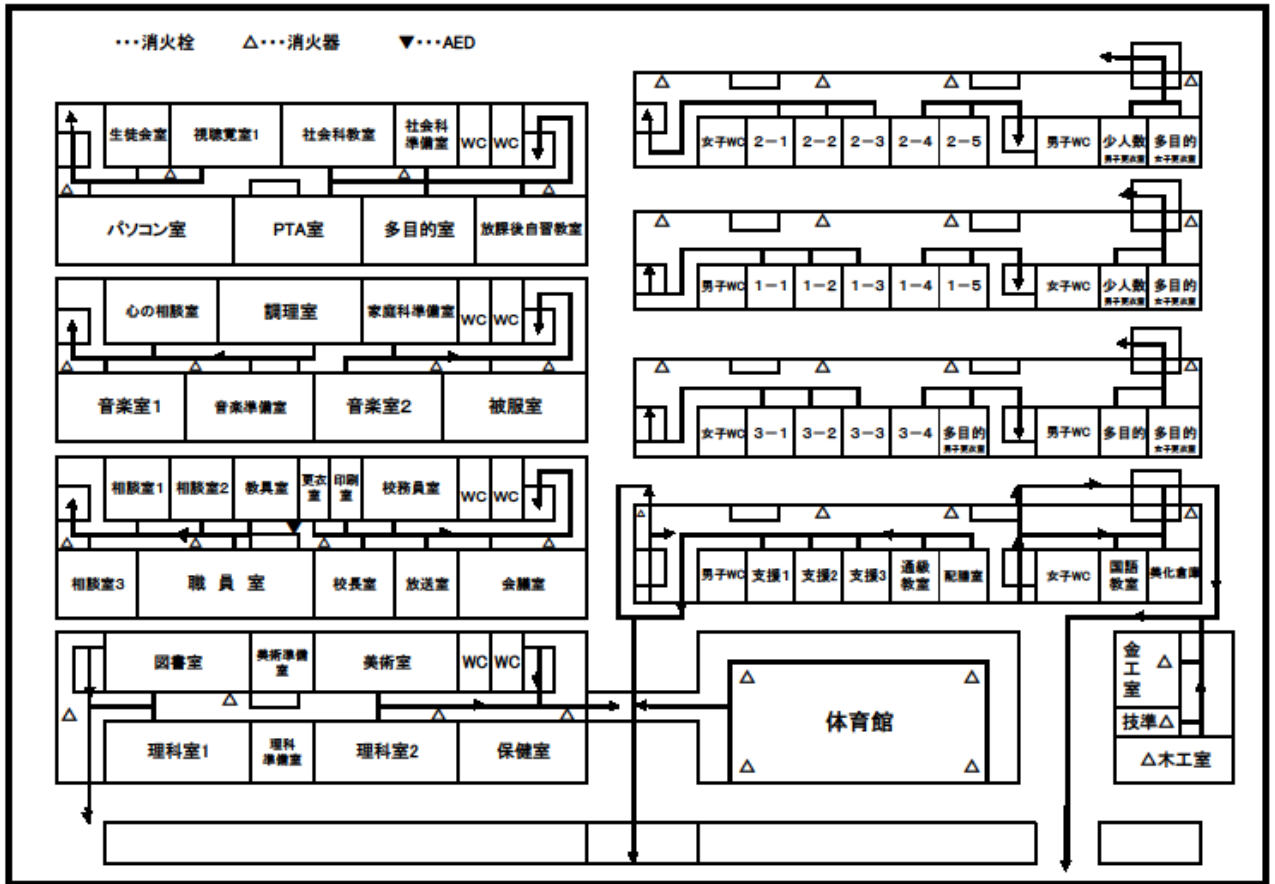 ･･･消火栓　△･･･消火器　▼･･･AED
生徒会室　視聴覚室1　社会科教室　社会科準備室　WC　WC
パソコン室　PTA室　多目的室　放課後自習教室
心の相談室　調理室　家庭科準備室　WC　WC
音楽室1　音楽準備室　音楽室2　被服室
相談室1　相談室2　教具室　更衣室　印刷室　校務員室　WC　WC
相談室3　職員室　校長室　放送室　会議室
図書室　美術準備室　美術室　WC　WC
理科室1　理科準備室　理科室2　保健室
女子WC　2－1　2－2　2－3　2－4　2－5　男子WC　少人数　多目的
男子更衣室　女子更衣室
男子WC　1－1　1－2　1－3　1－4　1－5　女子WC　少人数　多目的
男子更衣室　女子更衣室
女子WC　3－1　3－2　3－3　3－4　多目的　男子WC　多目的　多目的
男子更衣室　女子更衣室
男子WC　支援1　支援2　支援3　通級教室　配膳室　女子WC　国語教室　美化倉庫
体育館
金工室　△
技準△
△木工室